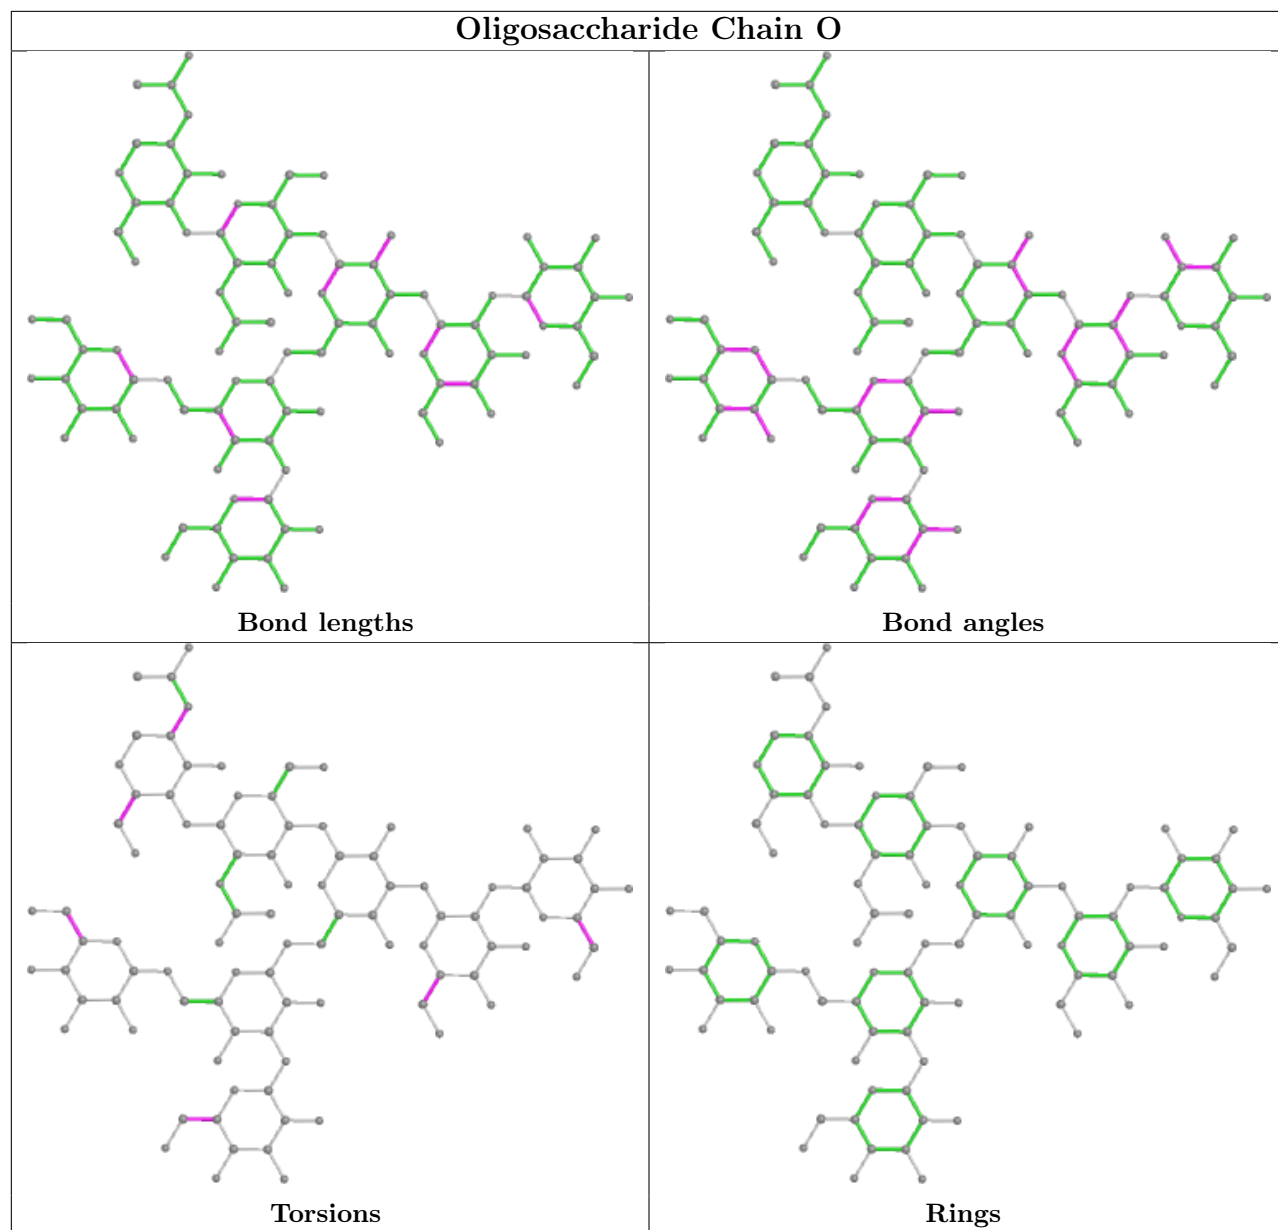 Oligosaccharide Chain O
Bond lengths
Bond angles
Torsions
Rings